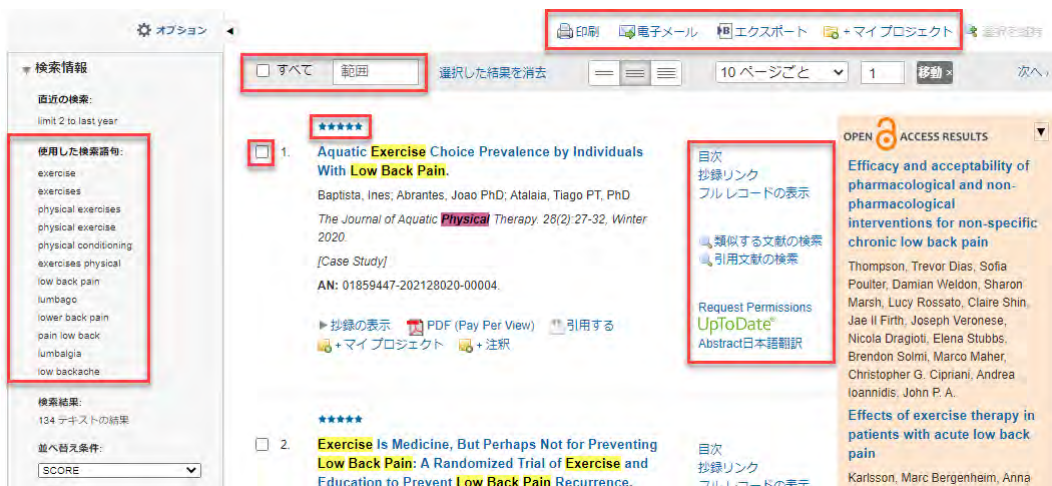 オプション
印刷 電子メール エクスポート + マイ プロジェクト
検索情報
すべて 範囲 選択した結果を消去 10 ページごと 1 移動 次へ
直近の検索:
limit 2 to last year
使用した検索語句:
exercise
exercises
physical exercises
physical exercise
physical conditioning
exercises physical
low back pain
lumbago
lower back pain
pain low back
lumbalgia
low backache
検索結果:
134 テキストの結果
並べ替え条件:
SCORE
1. Aquatic Exercise Choice Prevalence by Individuals
With Low Back Pain.
Baptista, Ines; Abrantes, Joao PhD; Atalaia, Tiago PT, PhD
The Journal of Aquatic Physical Therapy. 28(2):27-32, Winter
2020.
[Case Study]
AN: 01859447-202128020-00004.
抄録の表示 PDF (Pay Per View) 引用する
+ マイ プロジェクト + 注釈
目次
抄録リンク
フル レコードの表示
類似する文献の検索
引用文献の検索
Request Permissions
UpToDate®
Abstract日本語翻訳
2. Exercise Is Medicine, But Perhaps Not for Preventing
Low Back Pain: A Randomized Trial of Exercise and
Education to Prevent Low Back Pain Recurrence.
目次
抄録リンク
フル レコードの表示
OPEN ACCESS RESULTS
Efficacy and acceptability of
pharmacological and non-
pharmacological
interventions for non-specific
chronic low back pain
Thompson, Trevor Dias, Sofia
Poulter, Damian Weldon, Sharon
Marsh, Lucy Rossato, Claire Shin,
Jae Il Firth, Joseph Veronese,
Nicola Dragioti, Elena Stubbs,
Brendon Solmi, Marco Maher,
Christopher G. Cipriani, Andrea
Ioannidis, John P. A.
Effects of exercise therapy in
patients with acute low back
pain
Karlsson, Marc Bergenheim, Anna